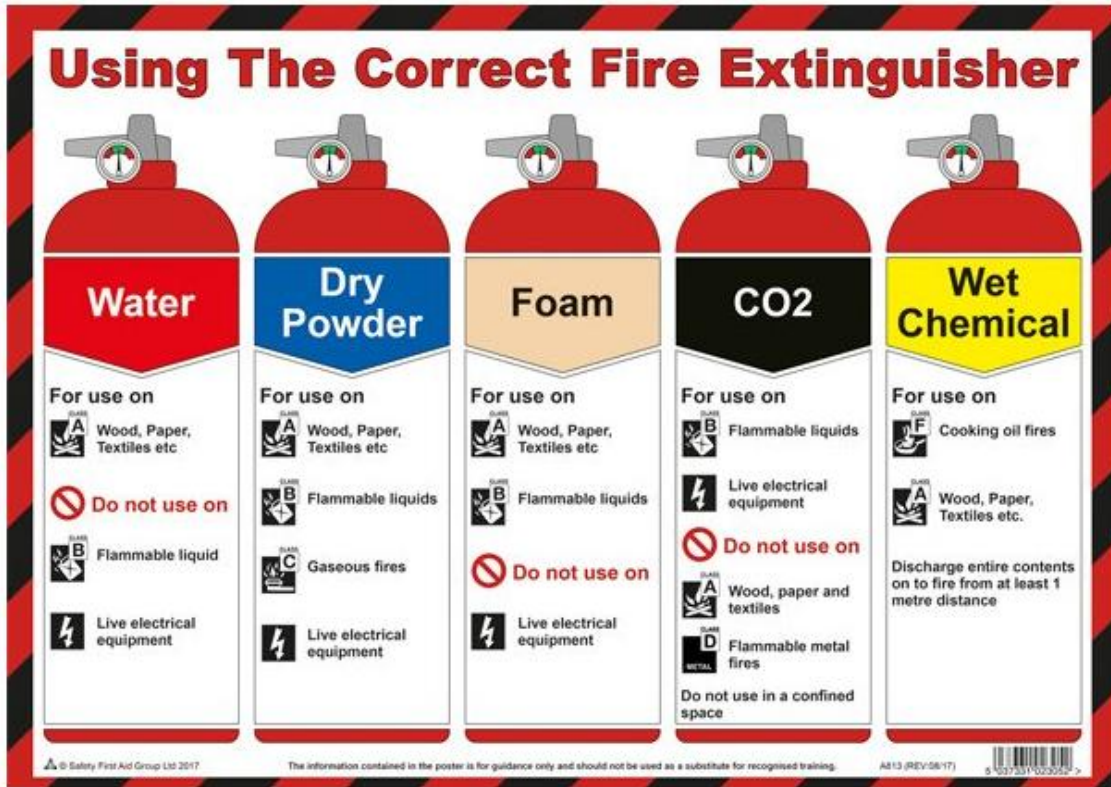 Using The Correct Fire Extinguisher
Water
For use on
CLASS
A
Wood, Paper,
Textiles etc
Do not use on
CLASS
B
Flammable liquid
Live electrical
equipment
Dry
Powder
For use on
CLASS
A
Wood, Paper,
Textiles etc
CLASS
B
Flammable liquids
CLASS
C
Gaseous fires
Live electrical
equipment
Foam
For use on
CLASS
A
Wood, Paper,
Textiles etc
CLASS
B
Flammable liquids
Do not use on
Live electrical
equipment
CO2
For use on
CLASS
B
Flammable liquids
Live electrical
equipment
Do not use on
CLASS
A
Wood, paper and
textiles
CLASS
D
METAL
Flammable metal
fires
Do not use in a confined
space
Wet
Chemical
For use on
CLASS
F
Cooking oil fires
CLASS
A
Wood, Paper,
Textiles etc.
Discharge entire contents
on to fire from at least 1
metre distance
© Safety First Aid Group Ltd 2017
The information contained in the poster is for guidance only and should not be used as a substitute for recognised training.
A613 (REV:08/17)
5 037331 023052 >